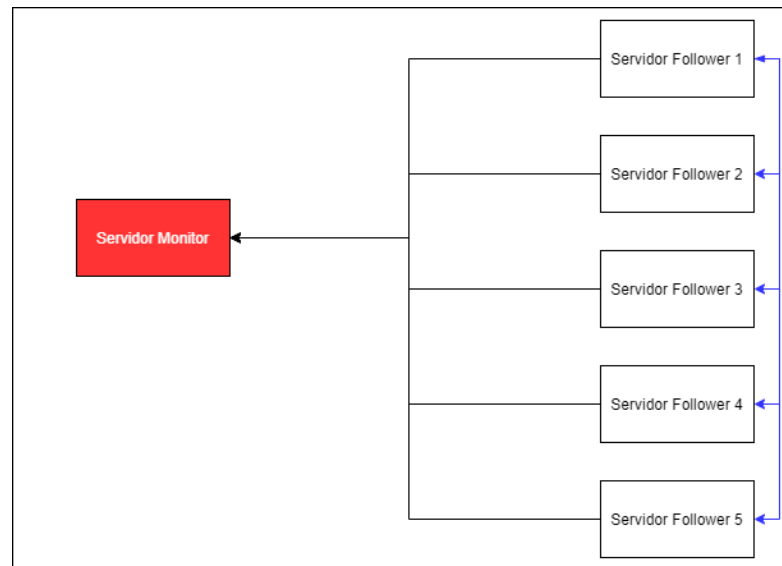 Servidor Follower 1
Servidor Follower 2
Servidor Monitor
Servidor Follower 3
Servidor Follower 4
Servidor Follower 5